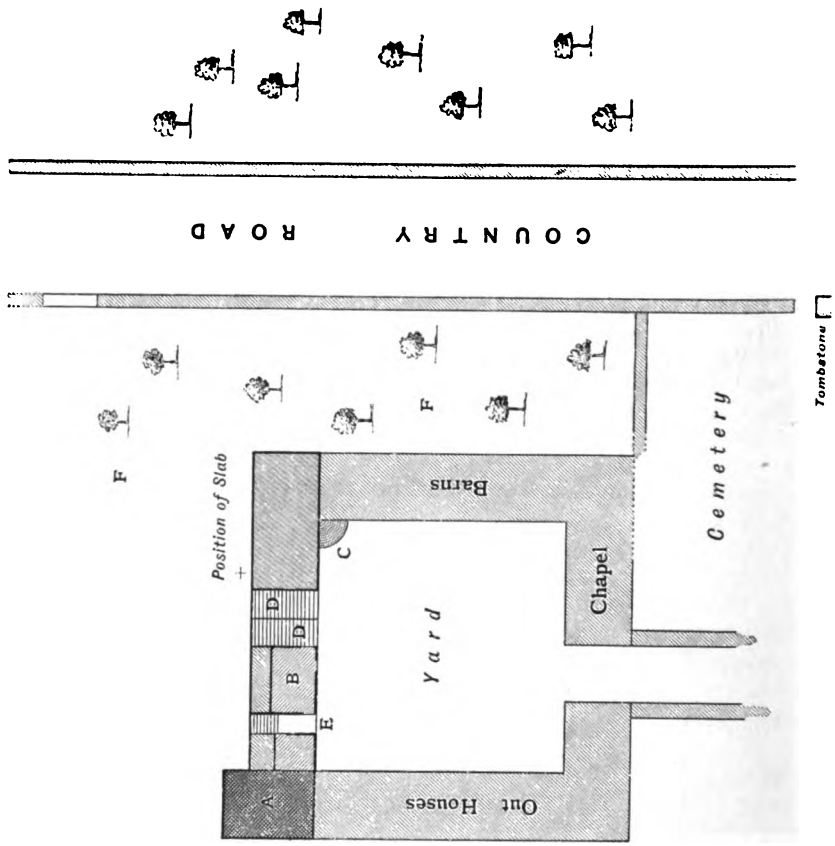 COUNTRY ROAD
Tombstone
F
F
Position of Slab
Barns
Cemetery
C
D
D
Chapel
Yard
B
E
A
Out Houses